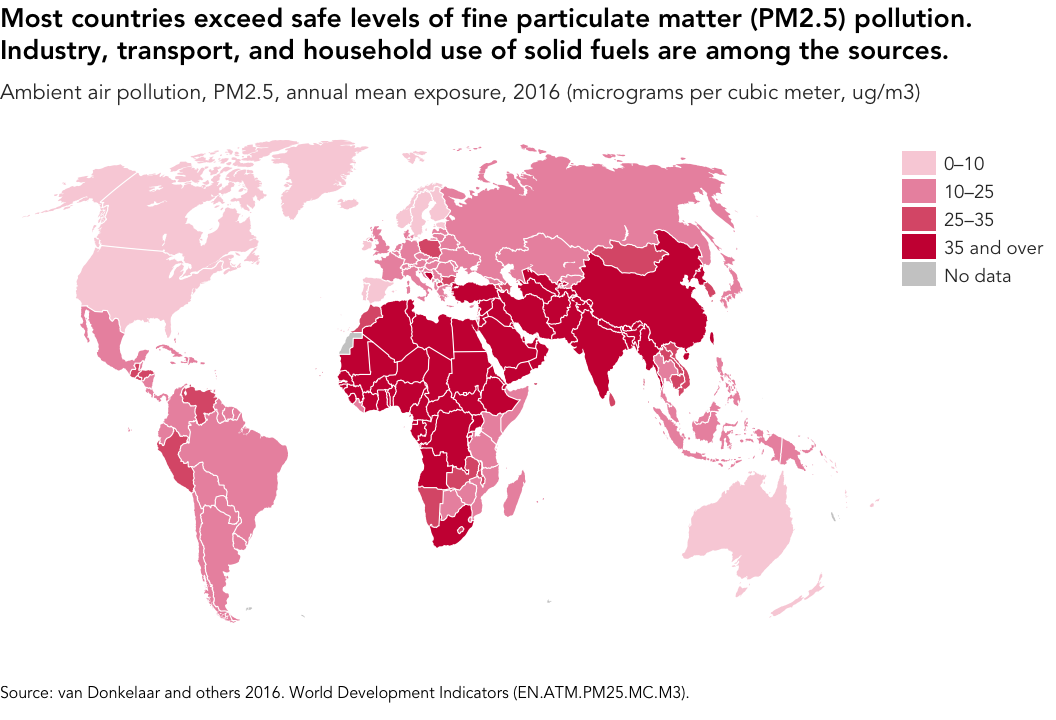 Most countries exceed safe levels of fine particulate matter (PM2.5) pollution.
Industry, transport, and household use of solid fuels are among the sources.
Ambient air pollution, PM2.5, annual mean exposure, 2016 (micrograms per cubic meter, ug/m3)
0–10
10–25
25–35
35 and over
No data
Source: van Donkelaar and others 2016. World Development Indicators (EN.ATM.PM25.MC.M3).